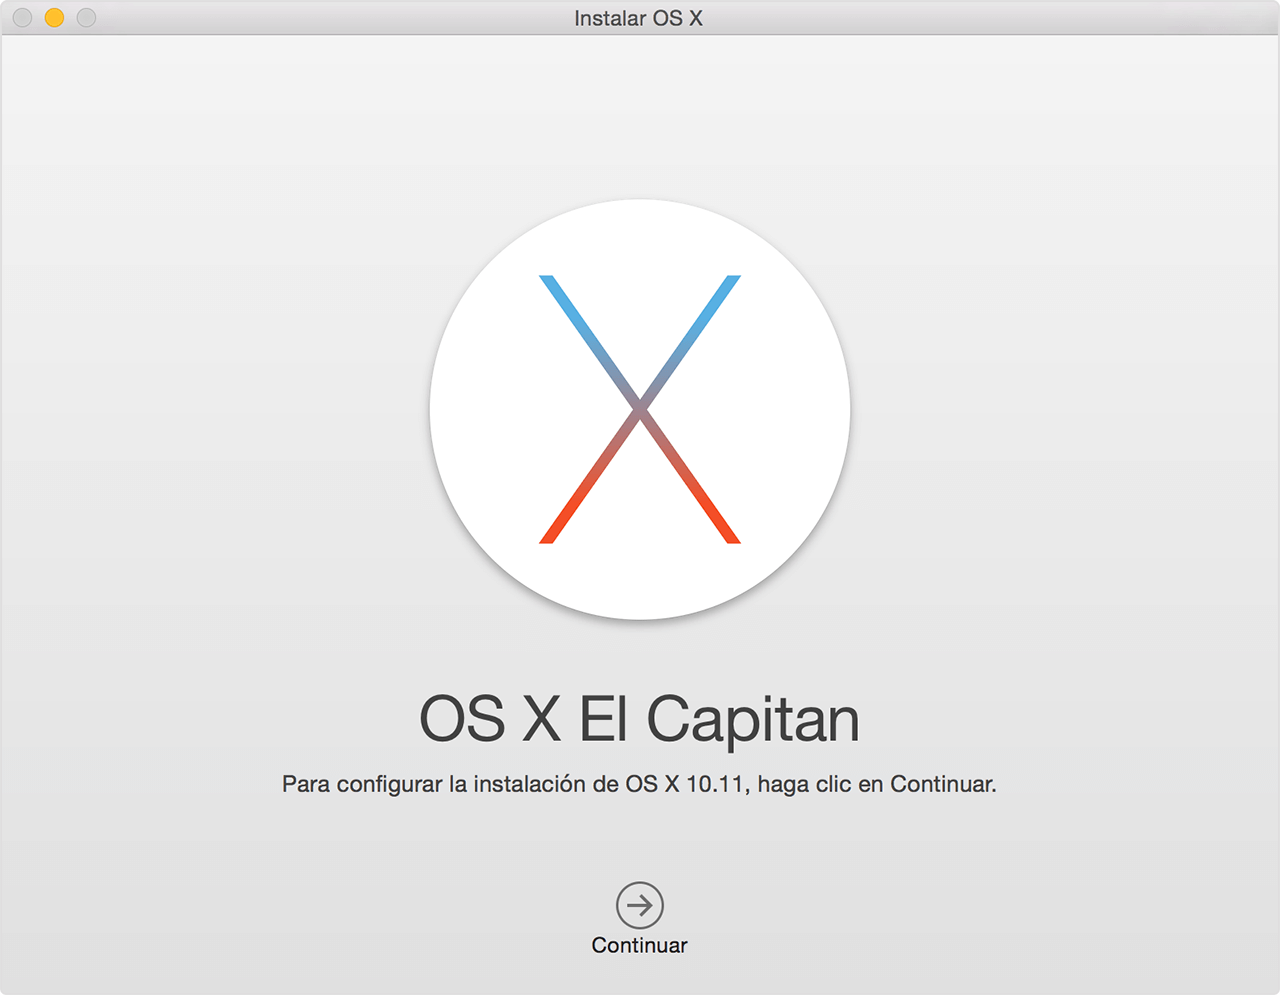 Instalar OS X
X
OS X El Capitan
Para configurar la instalación de OS X 10.11, haga clic en Continuar.
Continuar